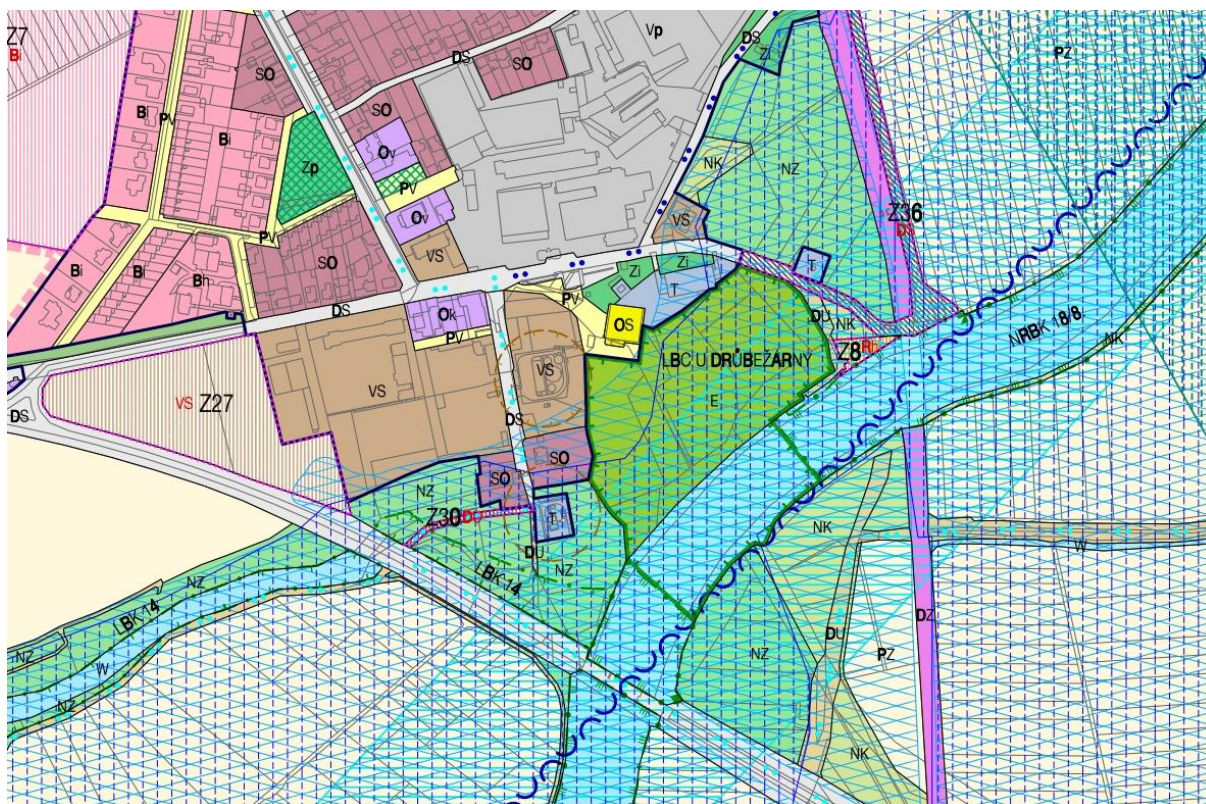 Z7
Bi
Bi
PV
Bi
SO
DS
SO
Vp
DS
Zi
PZ
SO
Ov
Zp
PV
Ov
NK
NZ
PV
SO
VS
VS
Z36
DS
Bi
Bi
Bh
Zi
Zi
T
T
DS
Ok
PV
PV
OS
DU
NK
Z8
Rh
NRBK 18/8
NK
LBC U DRŮBEŽÁRNY
VS
VS
E
VS
Z27
DS
DS
SO
SO
NZ
Z30
T
NK
DU
NZ
LBK 14
W
NZ
LBK 14
DZ
DU
PZ
NZ
NZ
W
NZ
NK